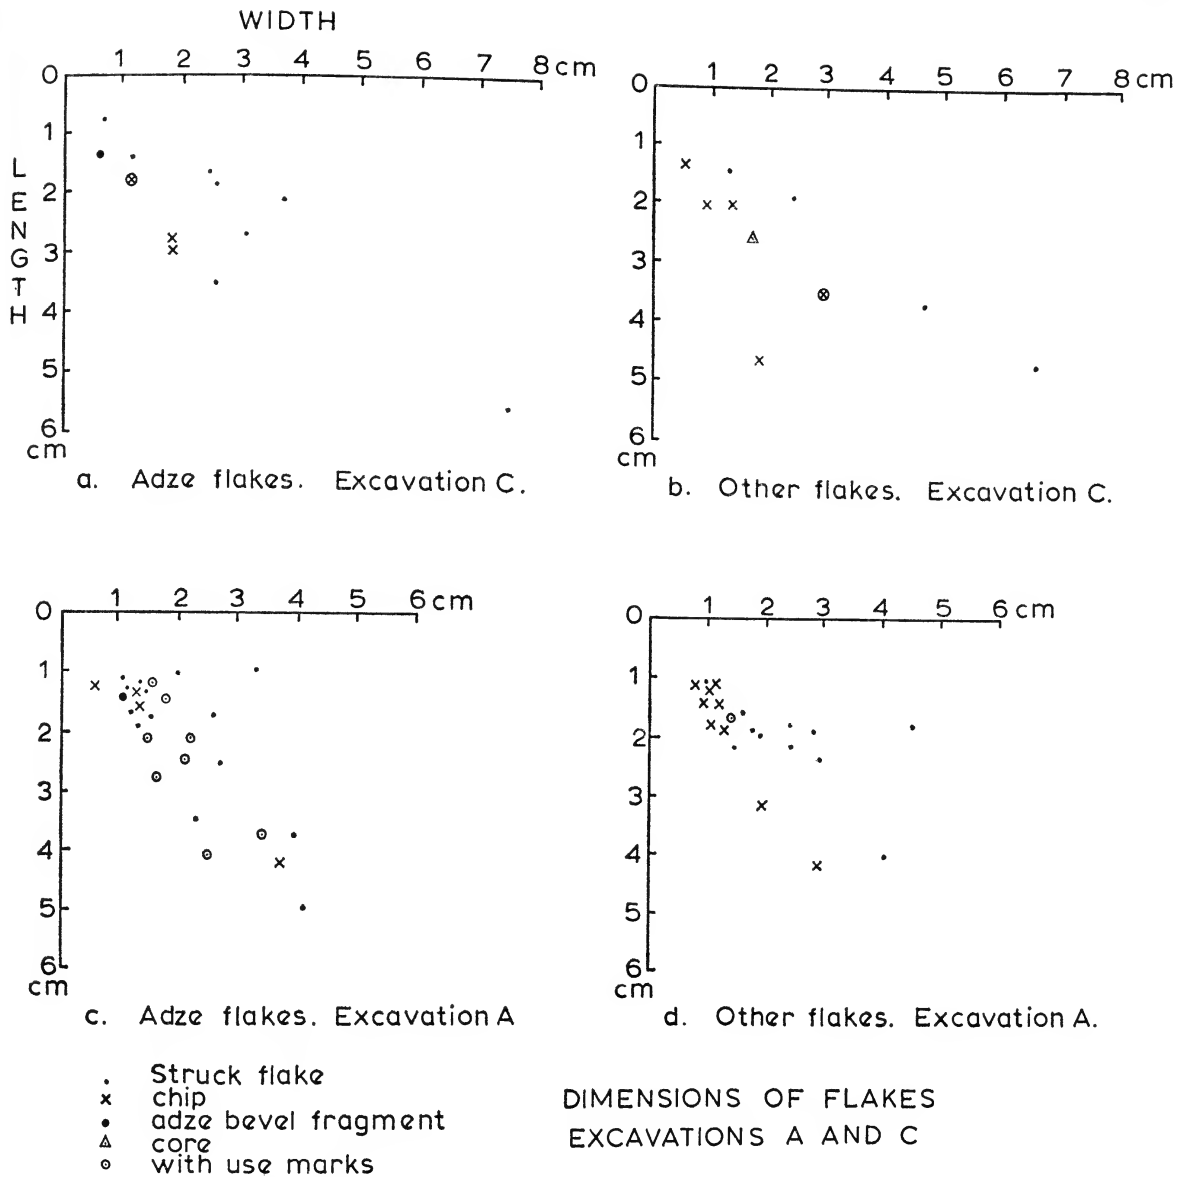 WIDTH
1 2 3 4 5 6 7 8 cm
0
1
2
3
4
5
6
cm
LENGTH
a. Adze flakes. Excavation C.
1 2 3 4 5 6 7 8 cm
0
1
2
3
4
5
6
cm
b. Other flakes. Excavation C.
1 2 3 4 5 6 cm
0
1
2
3
4
5
6
cm
c. Adze flakes. Excavation A
1 2 3 4 5 6 cm
0
1
2
3
4
5
6
cm
d. Other flakes. Excavation A.
Struck flake
chip
adze bevel fragment
core
with use marks
DIMENSIONS OF FLAKES
EXCAVATIONS A AND C